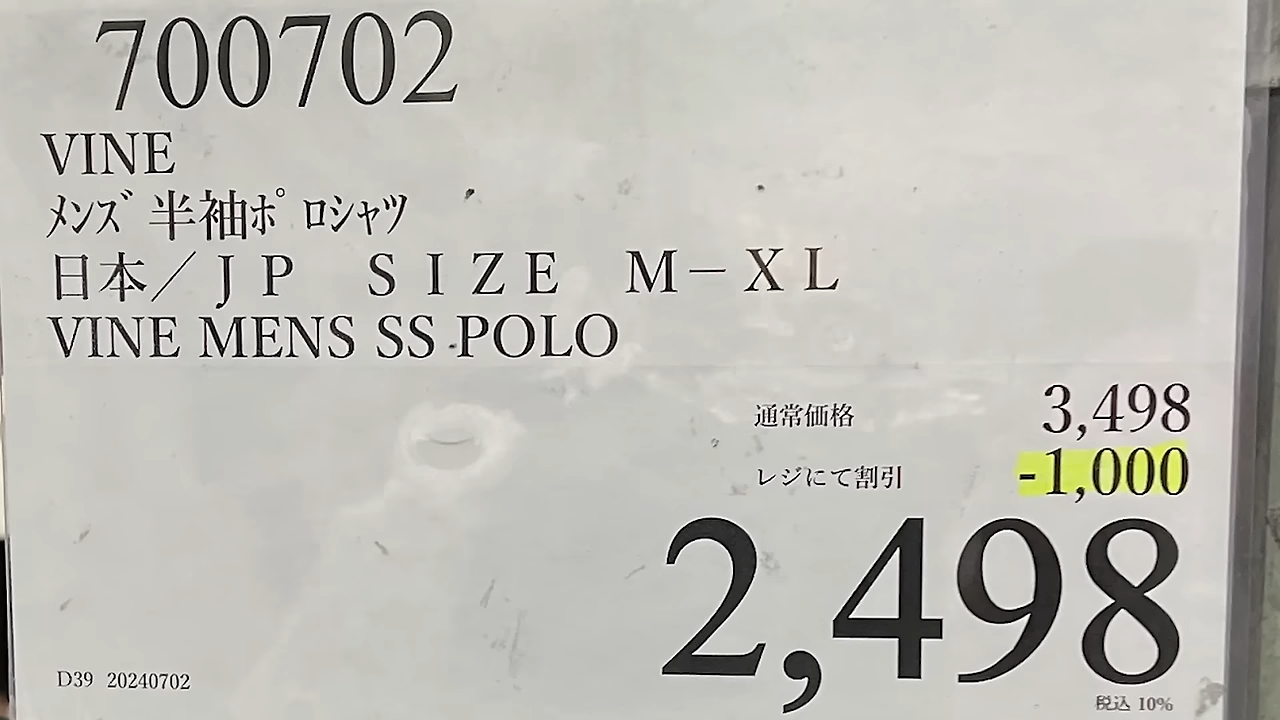 700702
VINE
ﾒﾝｽﾞ 半袖ﾎﾟﾛｼｬﾂ
日本／ＪＰ　ＳＩＺＥ　Ｍ－ＸＬ
VINE MENS SS POLO
通常価格 3,498
レジにて割引 -1,000
2,498
税込 10%
D39 20240702